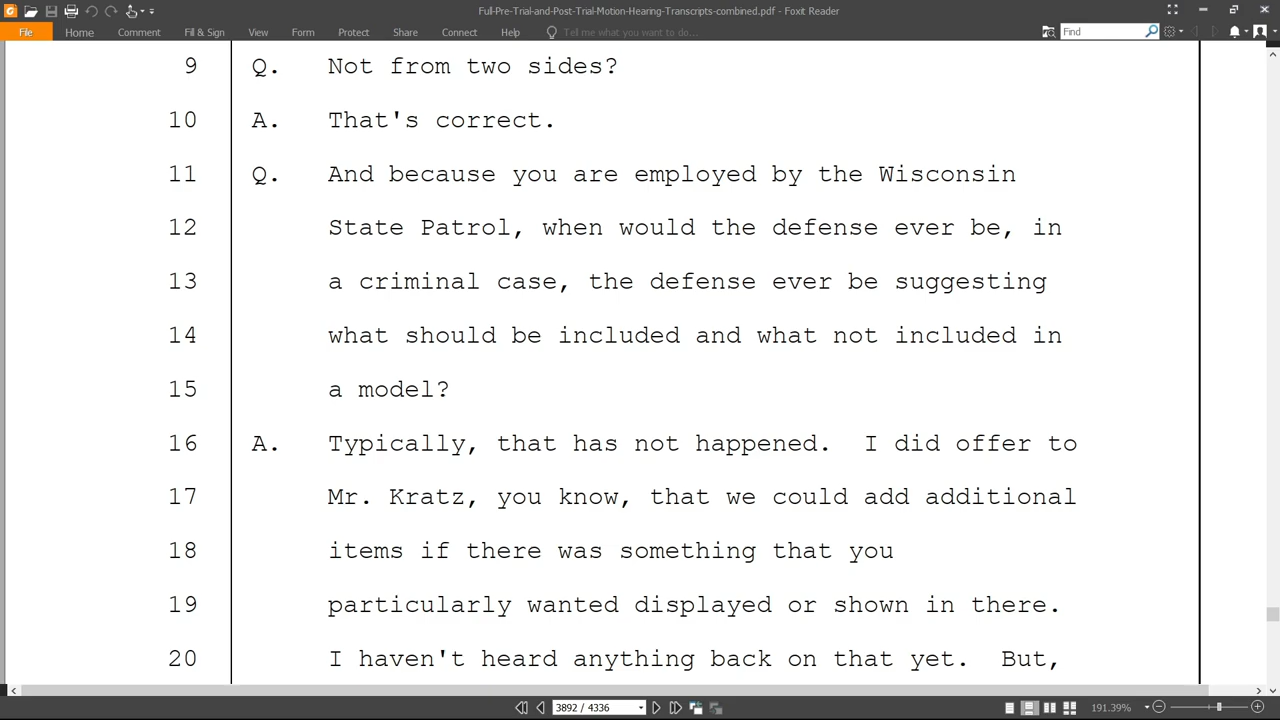 Full-Pre-Trial-and-Post-Trial-Motion-Hearing-Transcripts-combined.pdf - Foxit Reader
File Home Comment Fill & Sign View Form Protect Share Connect Help Tell me what you want to do... Find
9 Q. Not from two sides?
10 A. That's correct.
11 Q. And because you are employed by the Wisconsin
12 State Patrol, when would the defense ever be, in
13 a criminal case, the defense ever be suggesting
14 what should be included and what not included in
15 a model?
16 A. Typically, that has not happened. I did offer to
17 Mr. Kratz, you know, that we could add additional
18 items if there was something that you
19 particularly wanted displayed or shown in there.
20 I haven't heard anything back on that yet. But,
3892 / 4336 191.39%